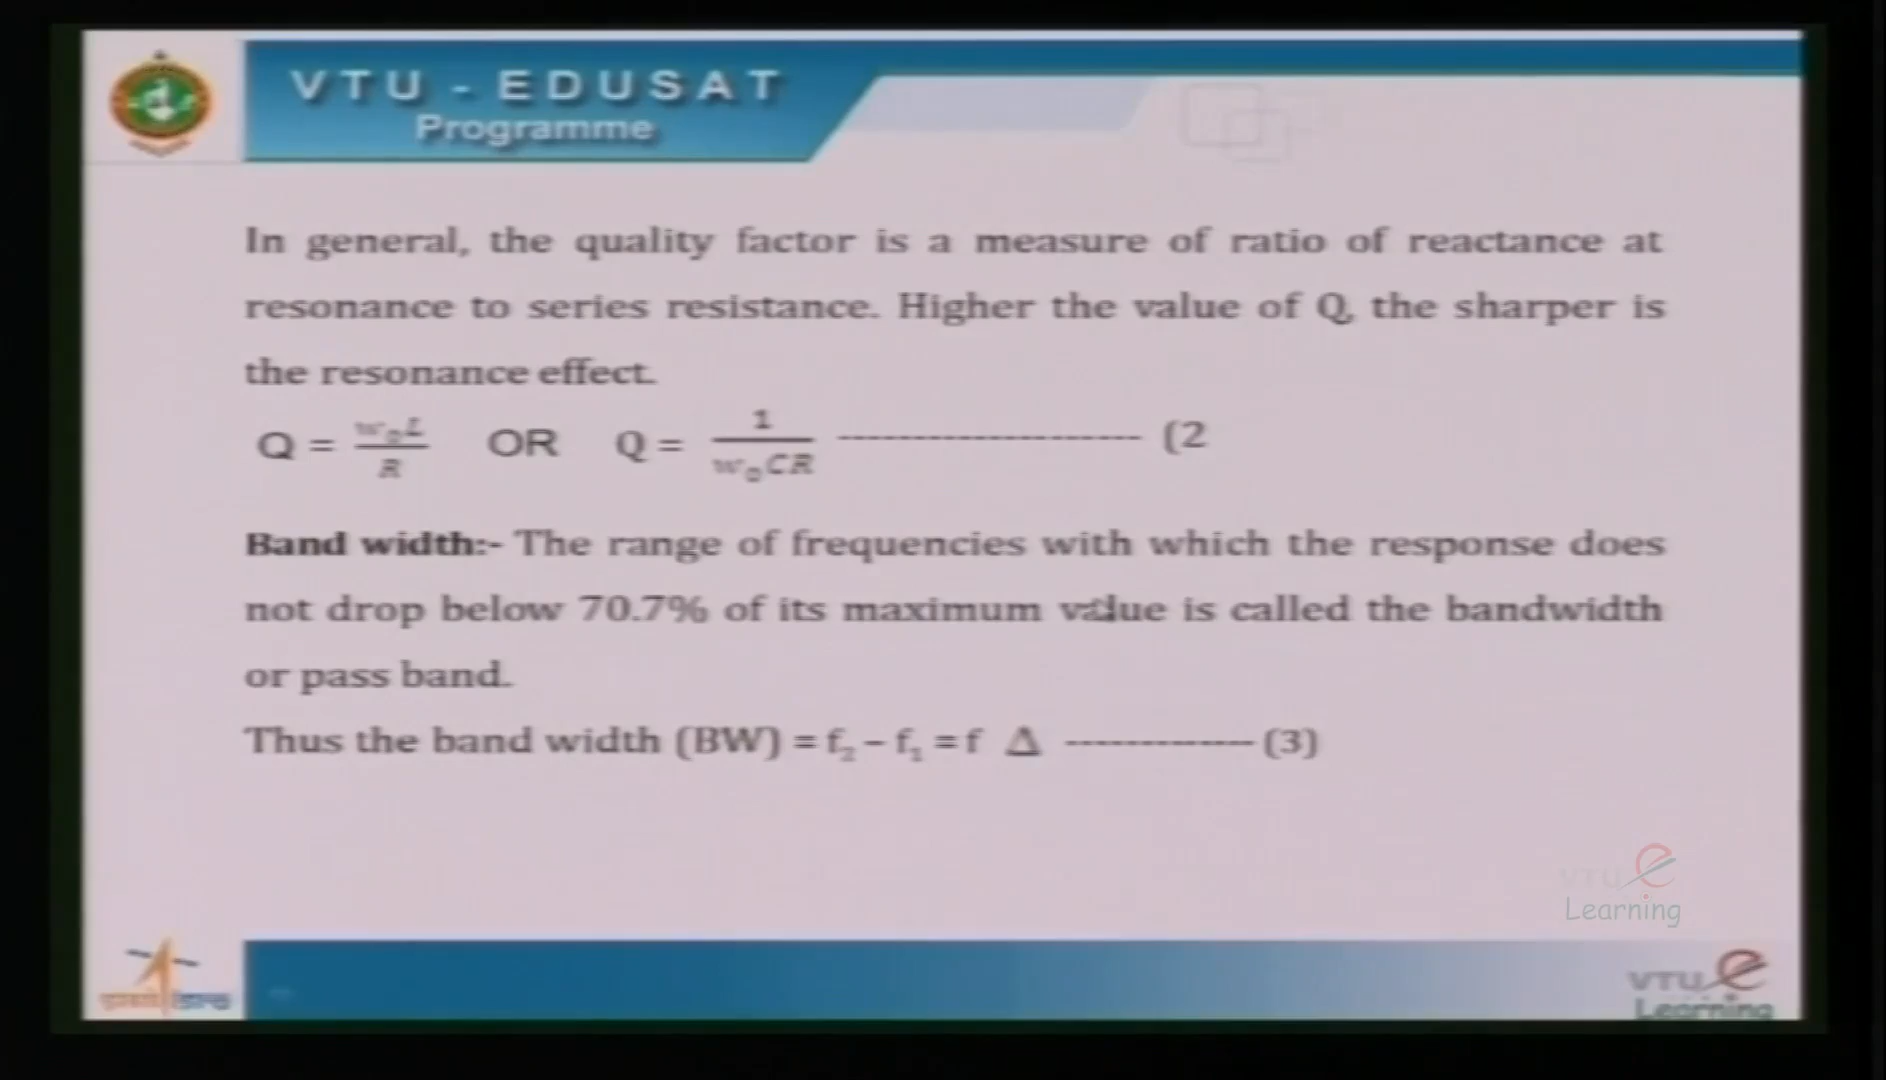 VTU - EDUSAT
Programme
In general, the quality factor is a measure of ratio of reactance at
resonance to series resistance. Higher the value of Q, the sharper is
the resonance effect.
Q = w₀L/R OR Q = 1/w₀CR -------------------- (2
Band width:- The range of frequencies with which the response does
not drop below 70.7% of its maximum value is called the bandwidth
or pass band.
Thus the band width (BW) = f₂ – f₁ = f Δ ------------- (3)
VTU e
Learning
VTU e
Learning